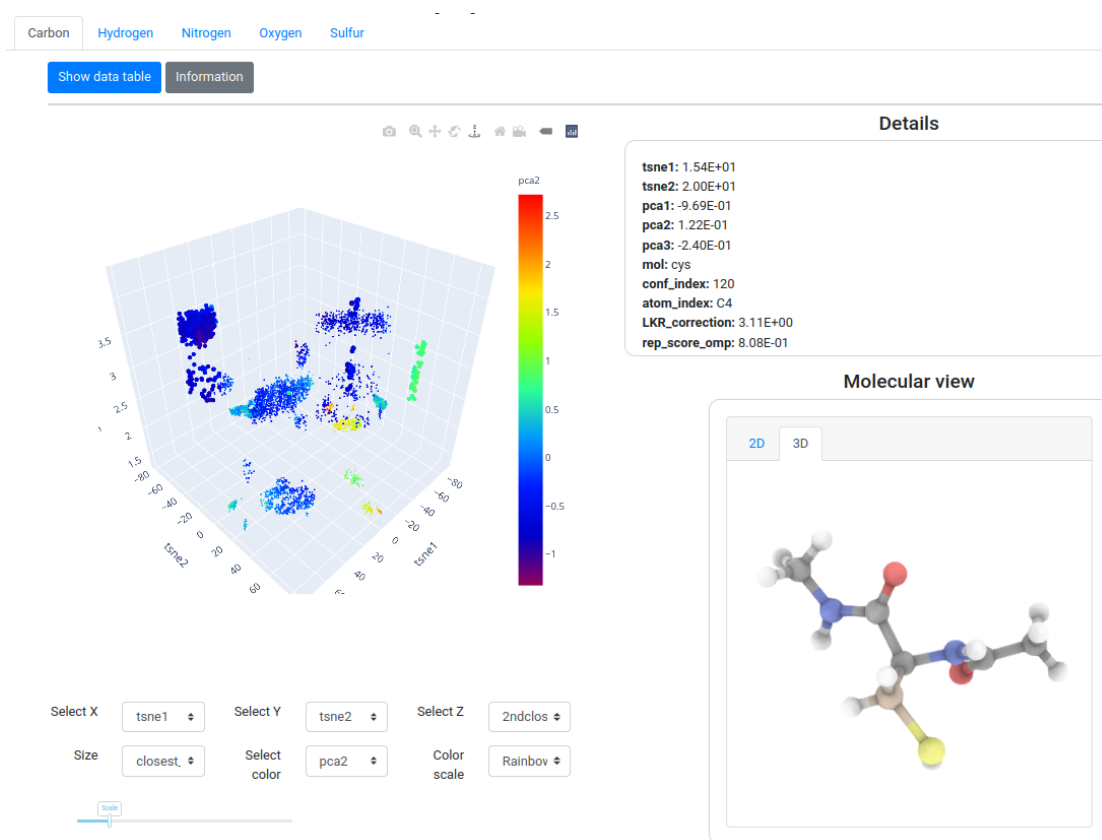 Carbon Hydrogen Nitrogen Oxygen Sulfur
Show data table Information
Details
tsne1: 1.54E+01
tsne2: 2.00E+01
pca1: -9.69E-01
pca2: 1.22E-01
pca3: -2.40E-01
mol: cys
conf_index: 120
atom_index: C4
LKR_correction: 3.11E+00
rep_score_omp: 8.08E-01
pca2
2.5
2
1.5
1
0.5
0
−0.5
−1
3.5
3
2.5
2
1.5
1
−80
−60
−40
−20
0
20
40
60
tsne2
−80
−60
−40
−20
0
20
40
tsne1
Molecular view
2D 3D
Select X tsne1 Select Y tsne2 Select Z 2ndclos
Size closest_ Select color pca2 Color scale Rainbov
Scale